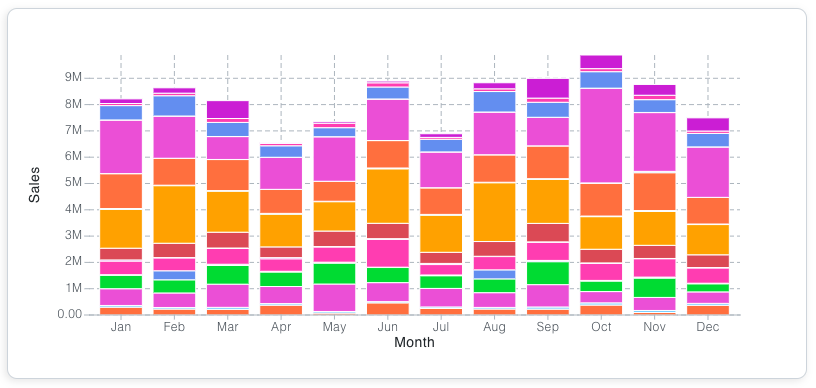 Sales
9M
8M
7M
6M
5M
4M
3M
2M
1M
0.00
Jan Feb Mar Apr May Jun Jul Aug Sep Oct Nov Dec
Month